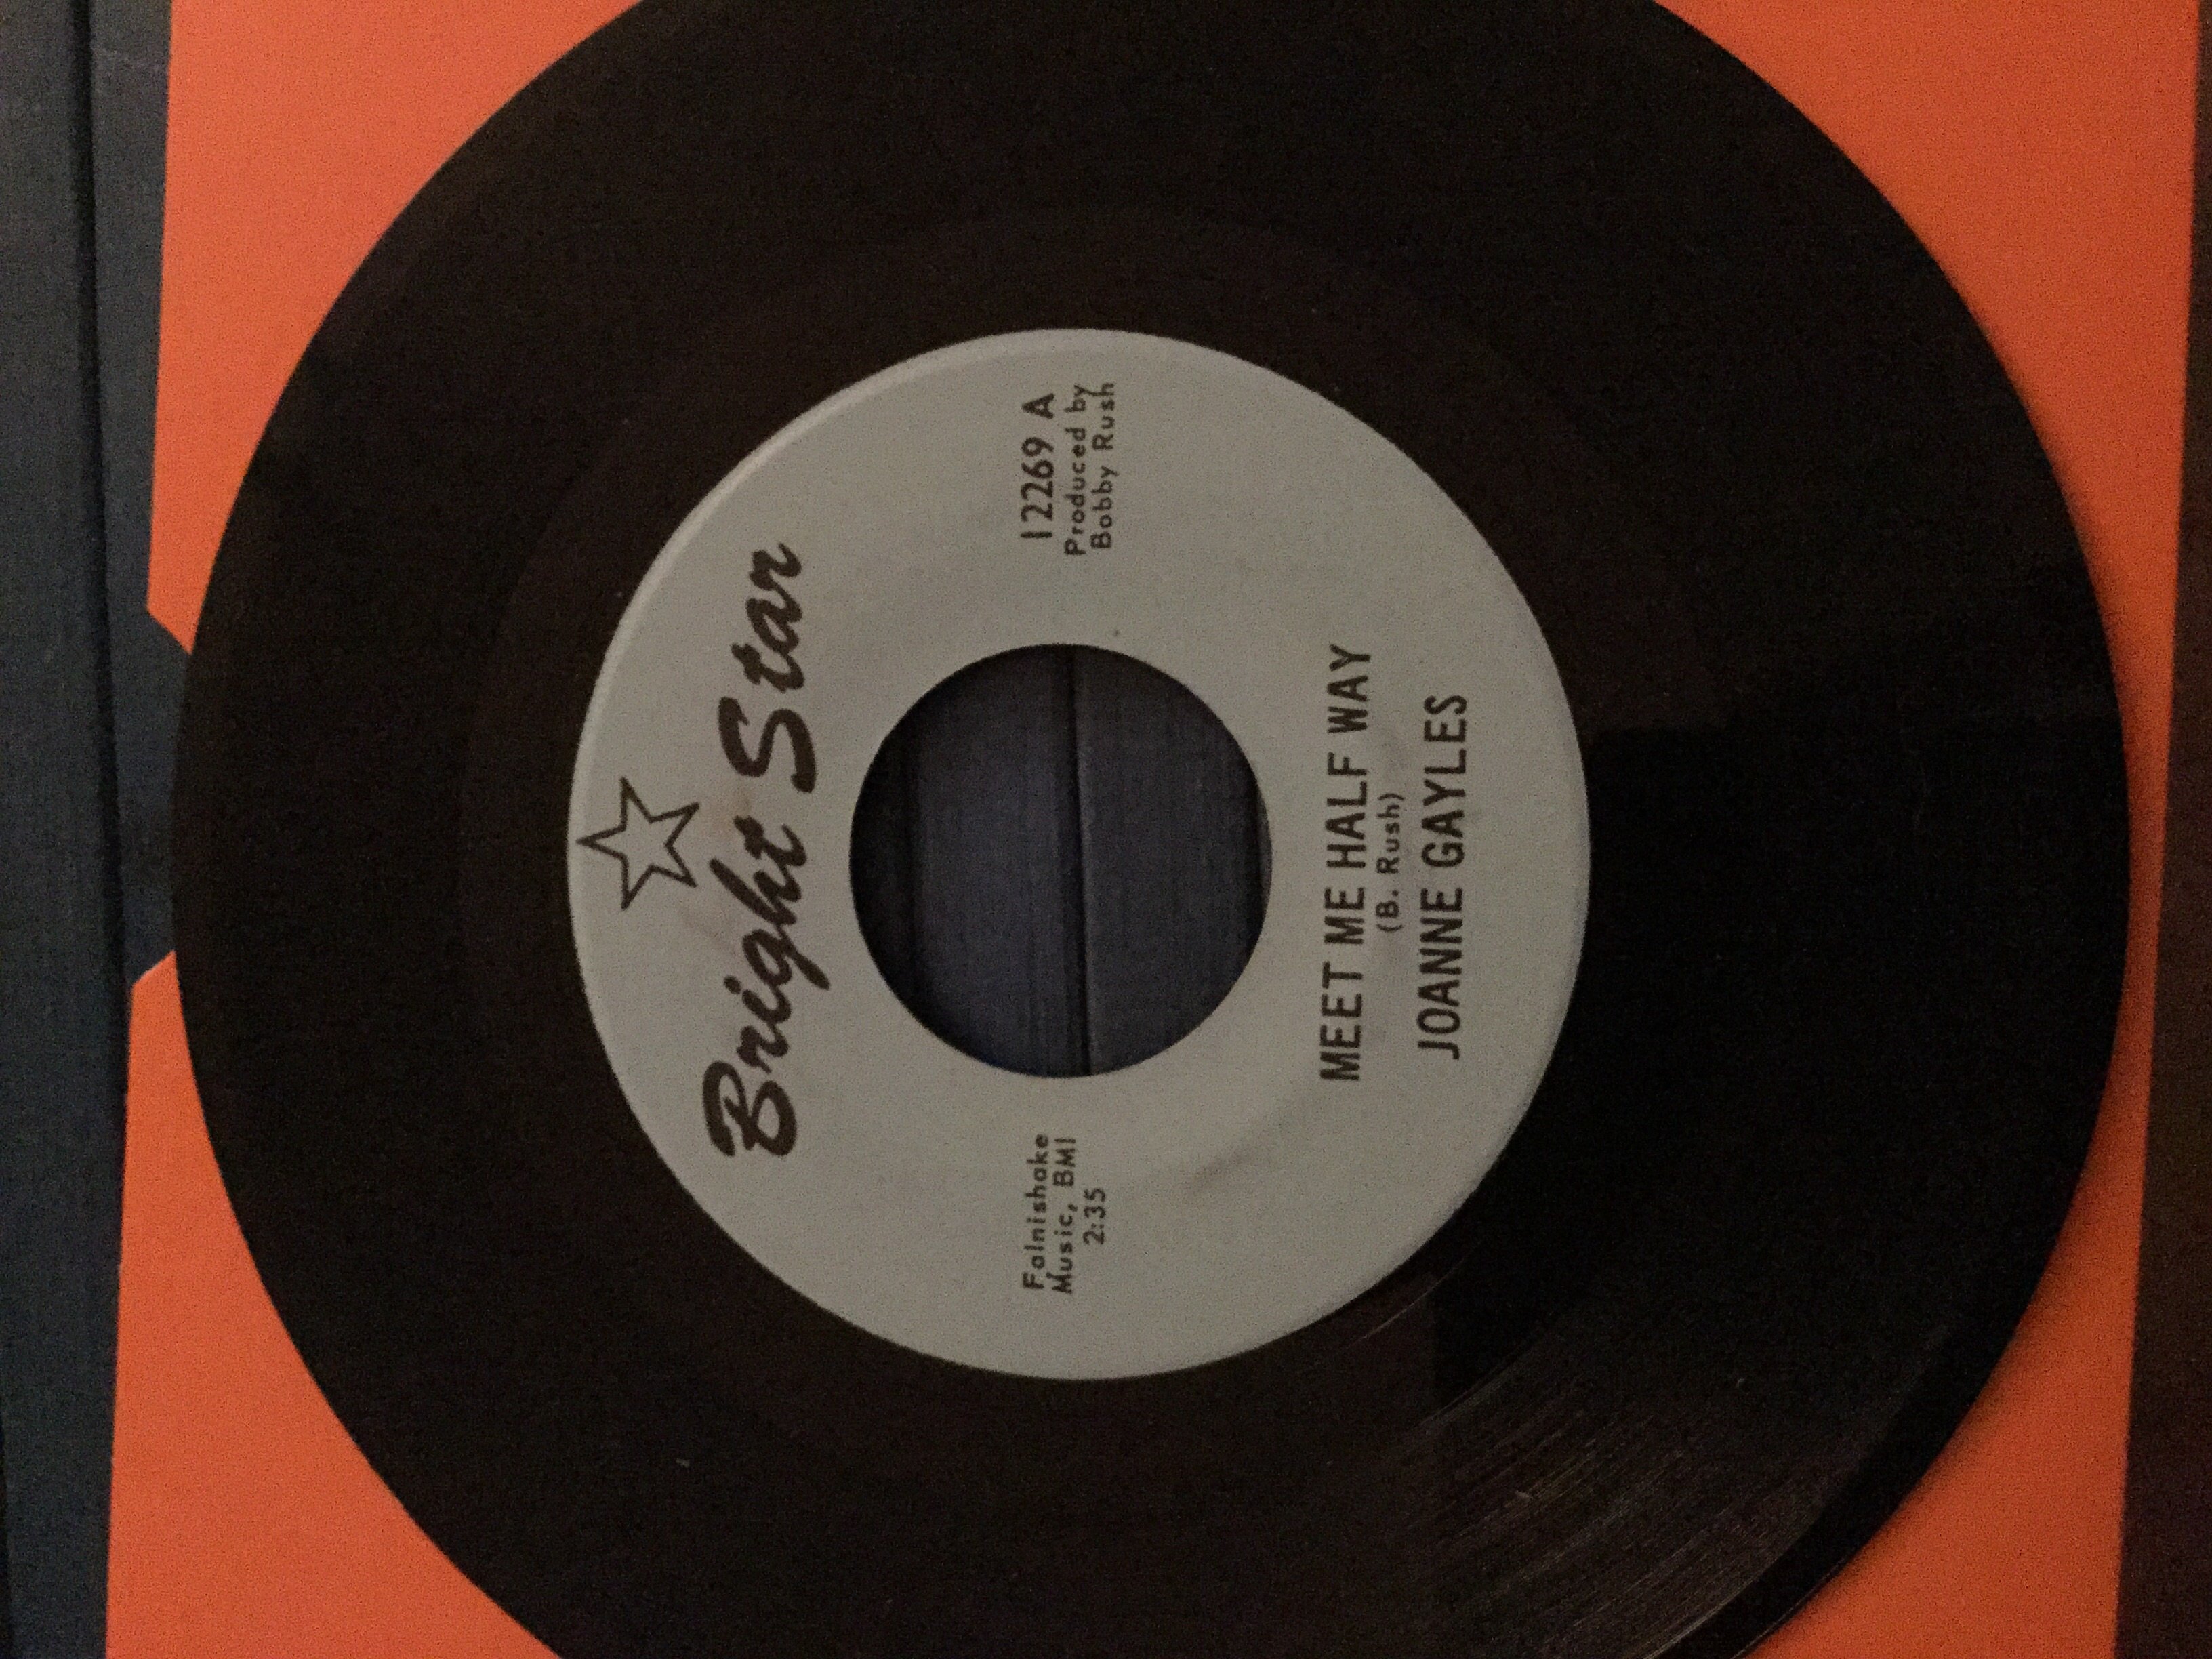 Bright Star
Falnishake
Music, BMI
2:35
12269 A
Produced by
Bobby Rush
MEET ME HALF WAY
(B. Rush)
JOANNE GAYLES